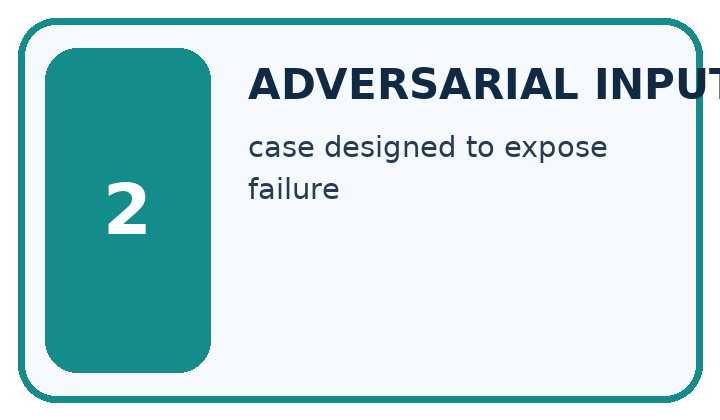 2
ADVERSARIAL INPUT
case designed to expose
failure